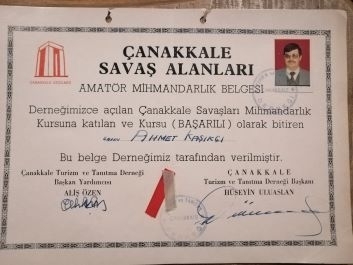 ÇANAKKALE
SAVAŞ ALANLARI
AMATÖR MİHMANDARLIK BELGESİ
Derneğimizce açılan Çanakkale Savaşları Mihmandarlık
Kursuna katılan ve Kursu (BAŞARILI) olarak bitiren
AHMET KAŞIKÇI
Bu belge Derneğimiz tarafından verilmiştir.
Çanakkale Turizm ve Tanıtma Derneği
Başkan Yardımcısı
ALİŞ ÖZEN
ÇANAKKALE
Turizm ve Tanıtma Derneği Başkanı
HÜSEYİN ULUASLAN